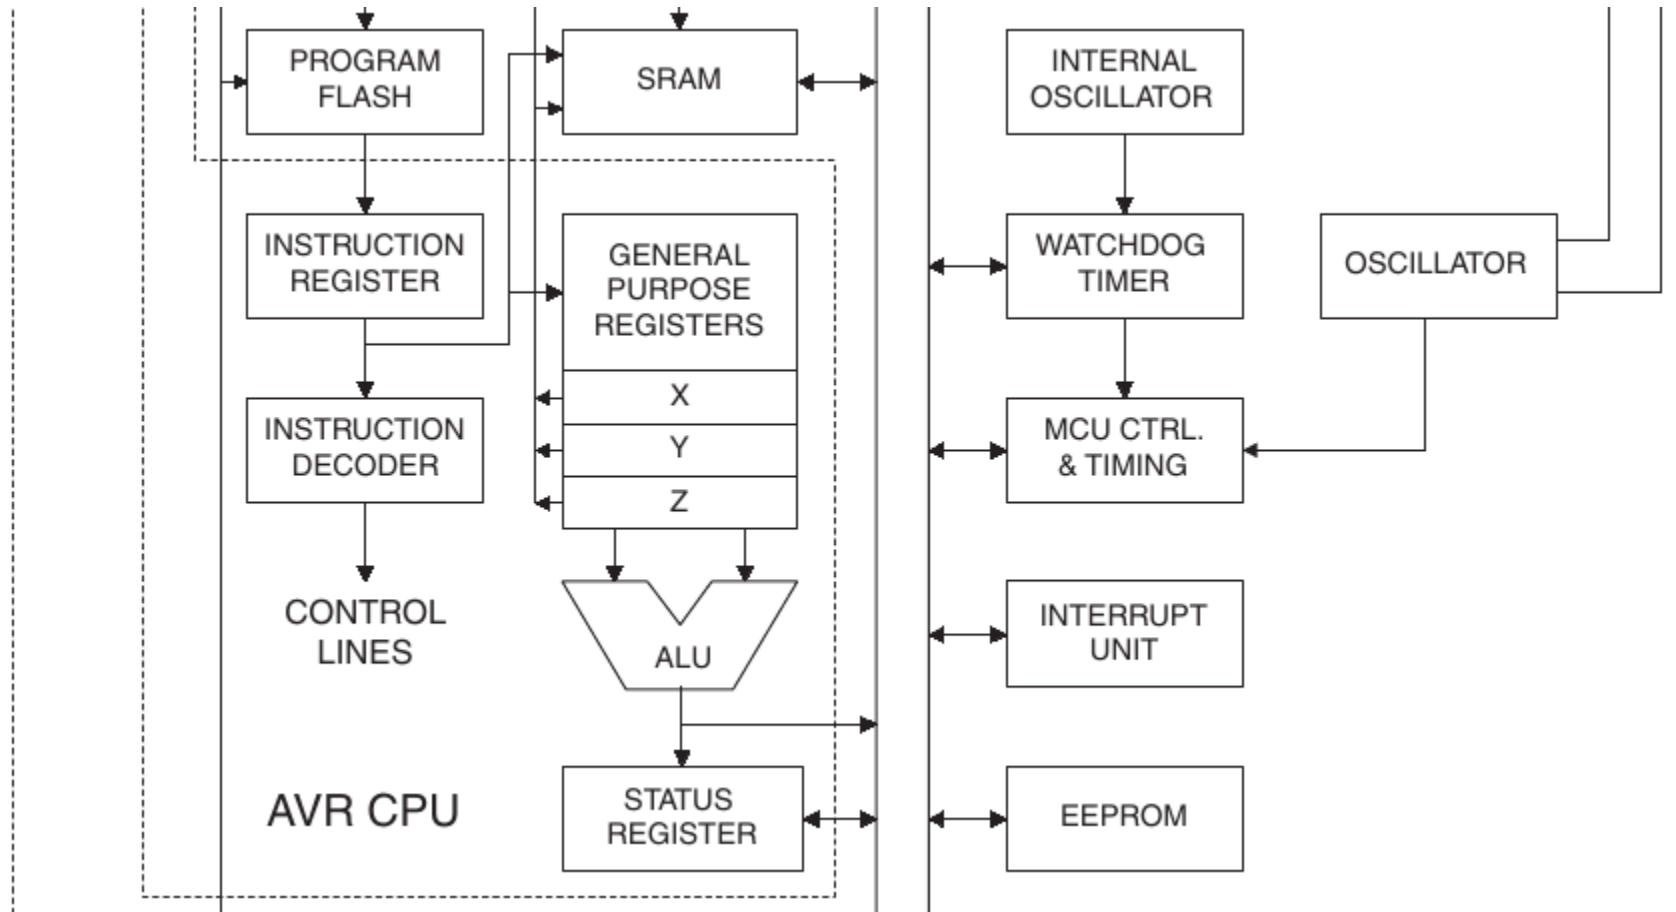 PROGRAM
FLASH
SRAM
INTERNAL
OSCILLATOR
INSTRUCTION
REGISTER
GENERAL
PURPOSE
REGISTERS
WATCHDOG
TIMER
OSCILLATOR
X
Y
Z
INSTRUCTION
DECODER
MCU CTRL.
& TIMING
CONTROL
LINES
ALU
INTERRUPT
UNIT
AVR CPU
STATUS
REGISTER
EEPROM